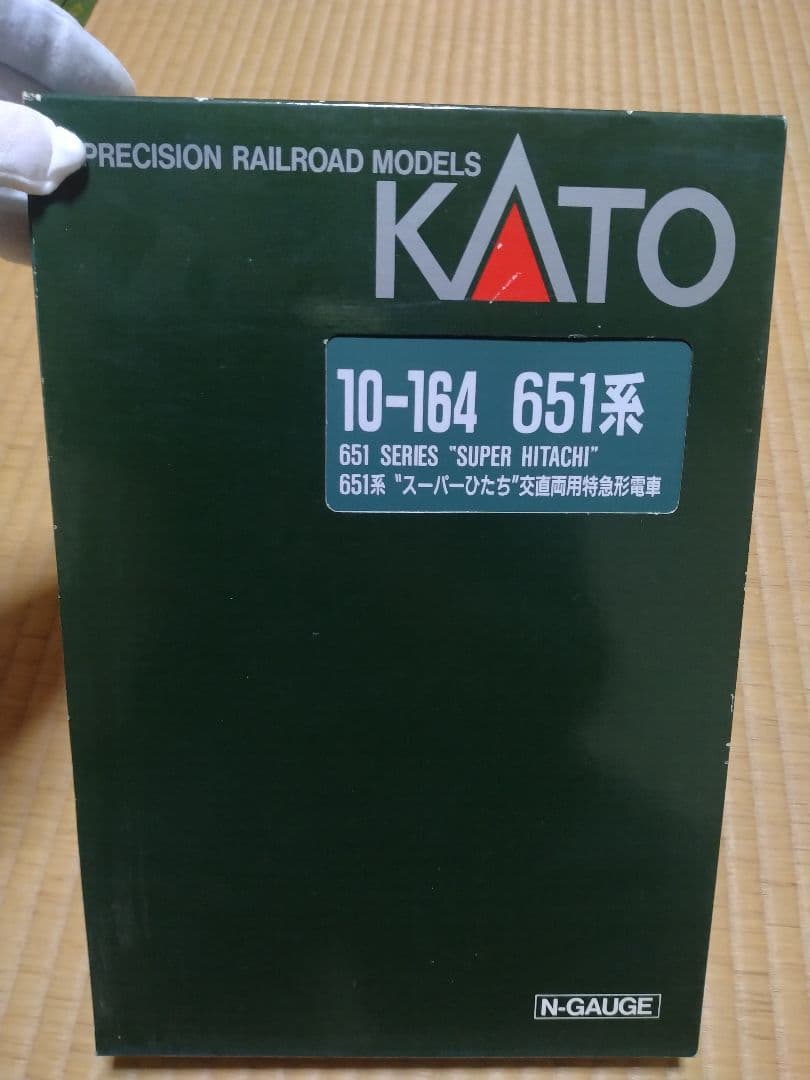 PRECISION RAILROAD MODELS
KATO
10-164 651系
651 SERIES "SUPER HITACHI"
651系 "スーパーひたち"交直両用特急形電車
N-GAUGE